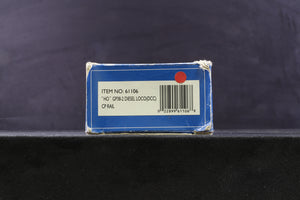 ITEM NO: 61106
"HO" GP38-2 DIESEL LOCO(DCC)
CP RAIL